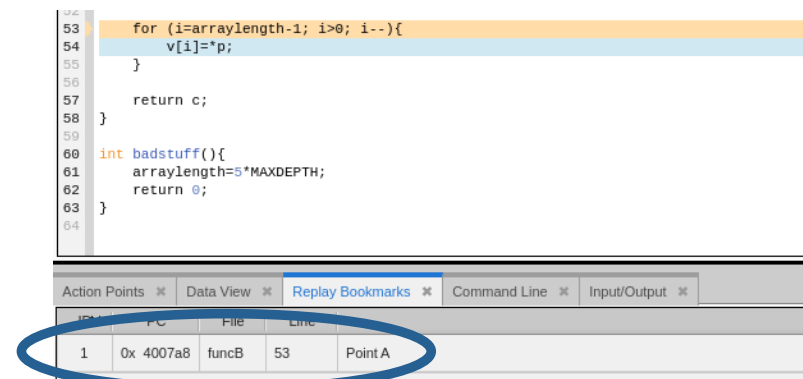 53 for (i=arraylength-1; i>0; i--){
54 v[i]=*p;
55 }
56
57 return c;
58 }
59
60 int badstuff(){
61 arraylength=5*MAXDEPTH;
62 return 0;
63 }
64
Action Points × Data View × Replay Bookmarks × Command Line × Input/Output ×
PC File Line
1 0x 4007a8 funcB 53 Point A